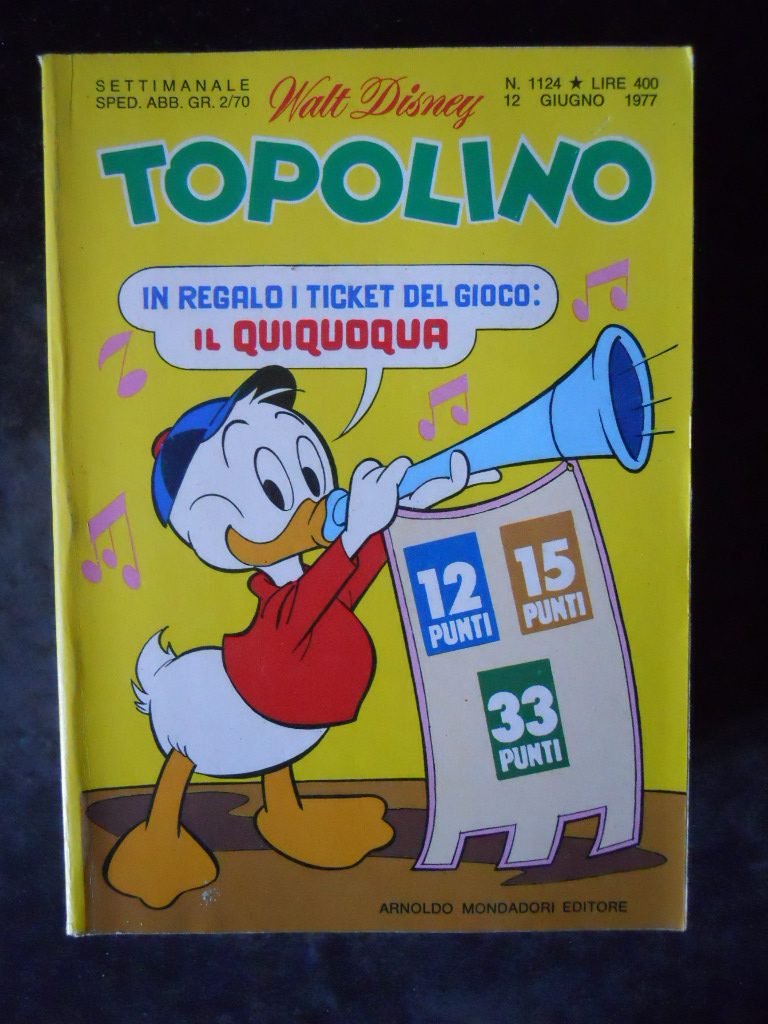 SETTIMANALE
SPED. ABB. GR. 2/70
Walt Disney
N. 1124 ★ LIRE 400
12 GIUGNO 1977
TOPOLINO
IN REGALO I TICKET DEL GIOCO:
IL QUIQUOQUA
12
PUNTI
15
PUNTI
33
PUNTI
ARNOLDO MONDADORI EDITORE